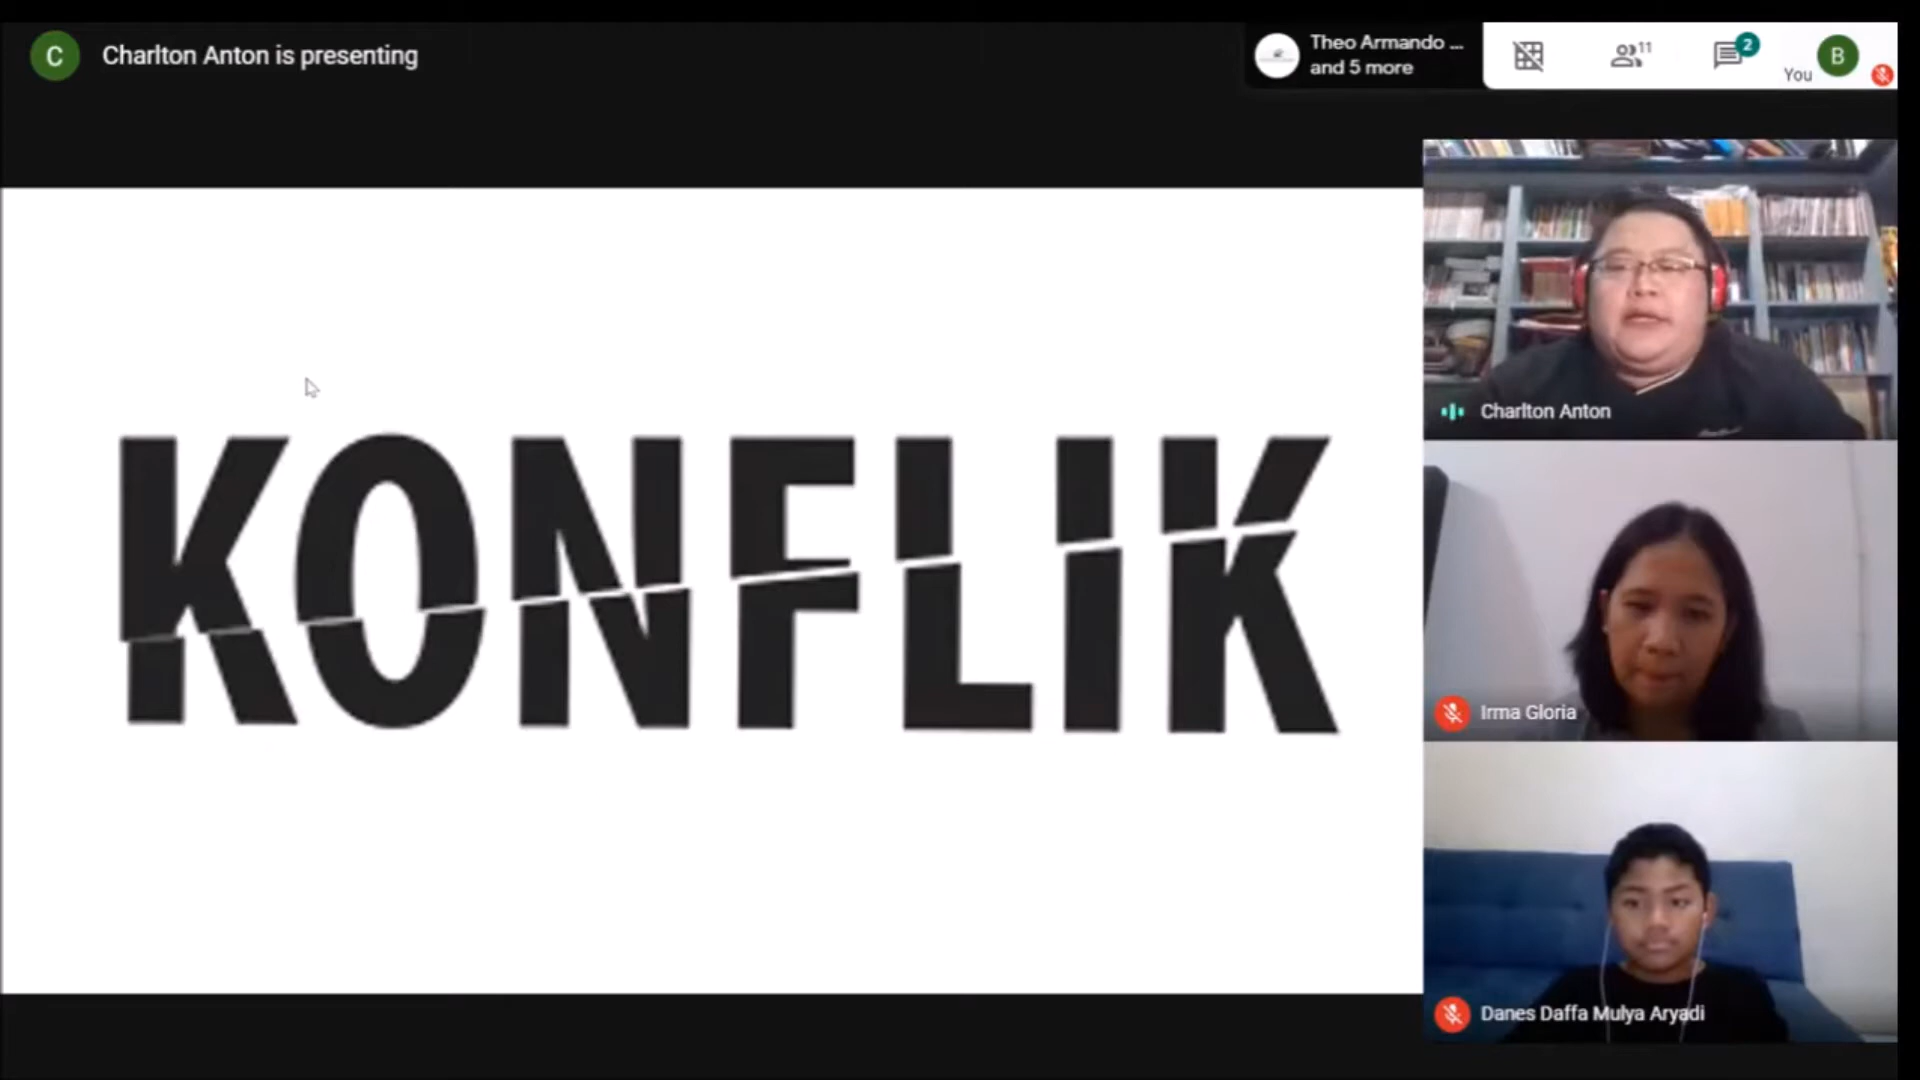 C
Charlton Anton is presenting
Theo Armando ...
and 5 more
11
2
You
B
KONFLIK
Charlton Anton
Irma Gloria
Danes Daffa Mulya Aryadi